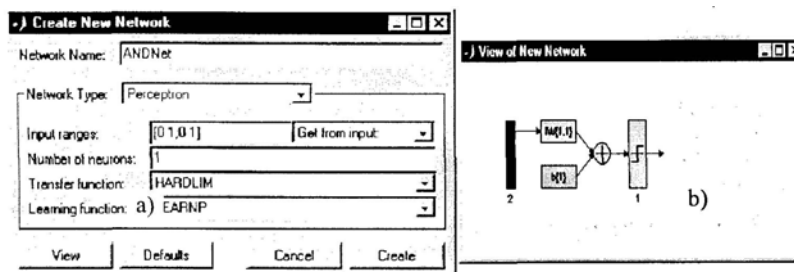 Create New Network
Network Name: ANDNet
Network Type: Perception
Input ranges: [0 1;0 1] Get from input:
Number of neurons: 1
Transfer function: HARDLIM
Learning function: a) EARNP
View Defaults Cancel Create
View of New Network
IW{1,1}
b{1}
2
1
b)